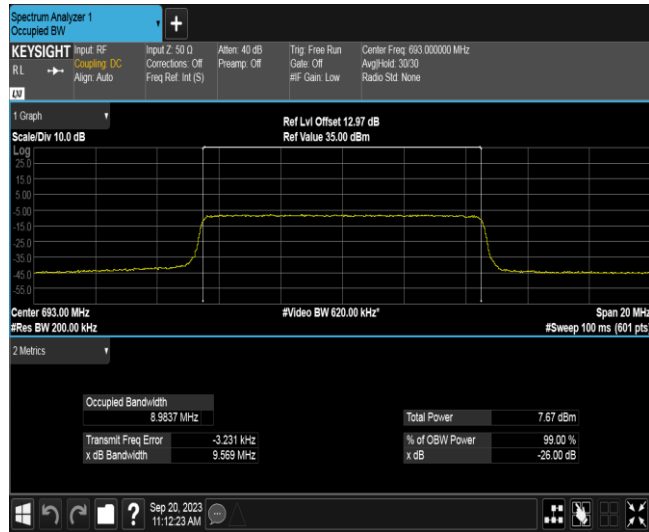 Spectrum Analyzer 1
Occupied BW
+
KEYSIGHT Input: RF Input Z: 50 Ω Atten: 40 dB Trig: Free Run Center Freq: 693.000000 MHz
RL Coupling: DC Corrections: Off Preamp: Off Gate: Off Avg|Hold: 30/30
Align: Auto Freq Ref: Int (S) #IF Gain: Low Radio Std: None
LXI
1 Graph
Ref Lvl Offset 12.97 dB
Scale/Div 10.0 dB Ref Value 35.00 dBm
Log
25.0
15.0
5.00
-5.00
-15.0
-25.0
-35.0
-45.0
-55.0
Center 693.00 MHz #Video BW 620.00 kHz* Span 20 MHz
#Res BW 200.00 kHz #Sweep 100 ms (601 pts
2 Metrics
Occupied Bandwidth
8.9837 MHz Total Power 7.67 dBm
Transmit Freq Error -3.231 kHz % of OBW Power 99.00 %
x dB Bandwidth 9.569 MHz x dB -26.00 dB
? Sep 20, 2023
11:12:23 AM